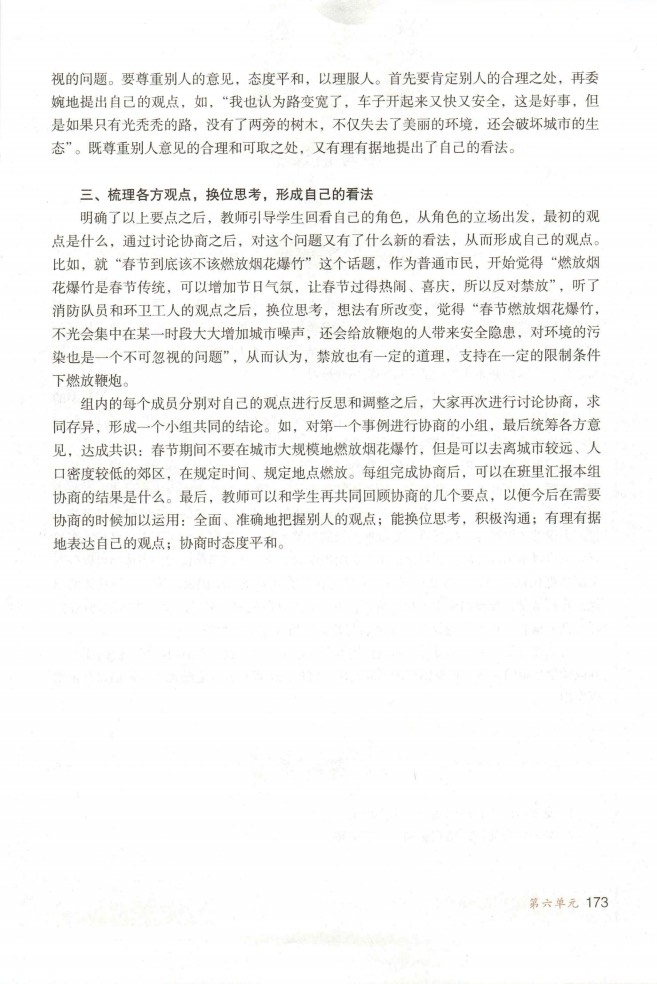 视的问题。要尊重别人的意见，态度平和，以理服人。首先要肯定别人的合理之处，再委
婉地提出自己的观点，如，“我也认为路变宽了，车子开起来又快又安全，这是好事，但
是如果只有光秃秃的路，没有了两旁的树木，不仅失去了美丽的环境，还会破坏城市的生
态”。既尊重别人意见的合理和可取之处，又有理有据地提出了自己的看法。
三、梳理各方观点，换位思考，形成自己的看法
明确了以上要点之后，教师引导学生回看自己的角色，从角色的立场出发，最初的观
点是什么，通过讨论协商之后，对这个问题又有了什么新的看法，从而形成自己的观点。
比如，就“春节到底该不该燃放烟花爆竹”这个话题，作为普通市民，开始觉得“燃放烟
花爆竹是春节传统，可以增加节日气氛，让春节过得热闹、喜庆，所以反对禁放”，听了
消防队员和环卫工人的观点之后，换位思考，想法有所改变，觉得“春节燃放烟花爆竹，
不光会集中在某一时段大大增加城市噪声，还会给放鞭炮的人带来安全隐患，对环境的污
染也是一个不可忽视的问题”，从而认为，禁放也有一定的道理，支持在一定的限制条件
下燃放鞭炮。
组内的每个成员分别对自己的观点进行反思和调整之后，大家再次进行讨论协商，求
同存异，形成一个小组共同的结论。如，对第一个事例进行协商的小组，最后统筹各方意
见，达成共识：春节期间不要在城市大规模地燃放烟花爆竹，但是可以去离城市较远、人
口密度较低的郊区，在规定时间、规定地点燃放。每组完成协商后，可以在班里汇报本组
协商的结果是什么。最后，教师可以和学生再共同回顾协商的几个要点，以便今后在需要
协商的时候加以运用：全面、准确地把握别人的观点；能换位思考，积极沟通；有理有据
地表达自己的观点；协商时态度平和。
第六单元 173